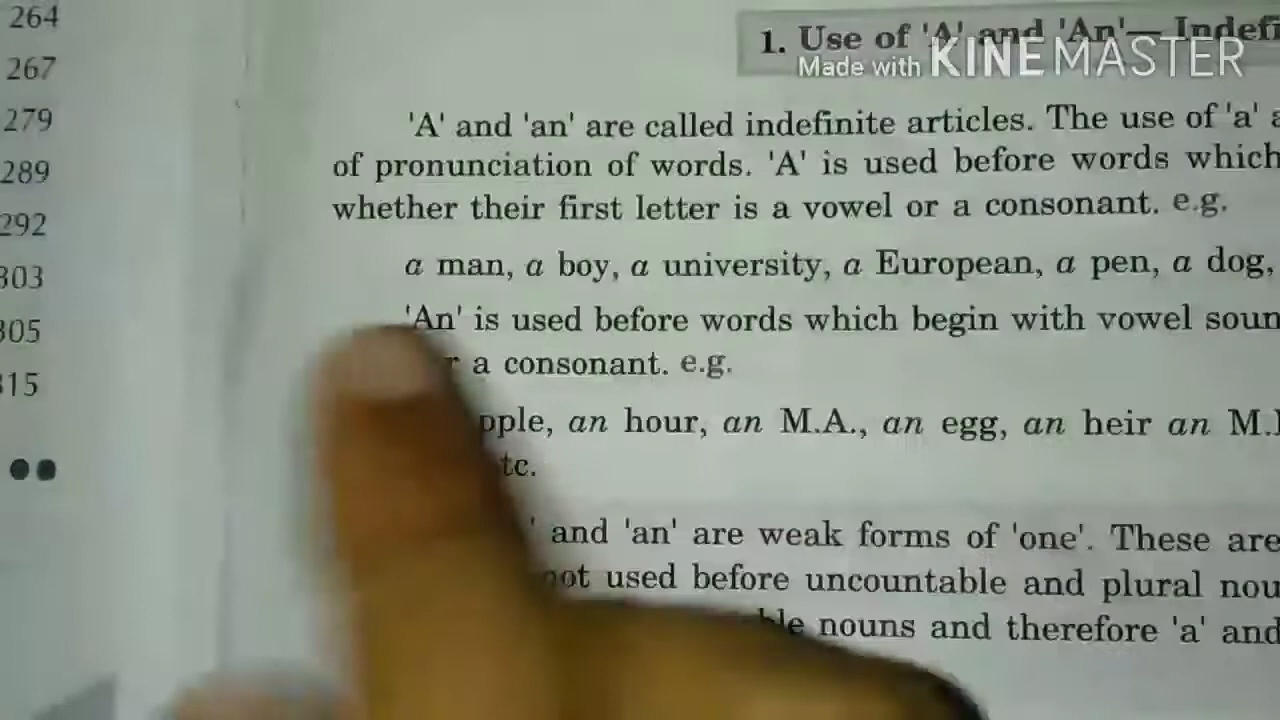 264
267
279
289
292
303
305
315
1. Use of 'A' and 'An'— Indefi
Made with KINEMASTER
'A' and 'an' are called indefinite articles. The use of 'a'
of pronunciation of words. 'A' is used before words which
whether their first letter is a vowel or a consonant. e.g.
a man, a boy, a university, a European, a pen, a dog,
'An' is used before words which begin with vowel soun
a consonant. e.g.
pple, an hour, an M.A., an egg, an heir an M.
tc.
' and 'an' are weak forms of 'one'. These are
not used before uncountable and plural nou
nouns and therefore 'a' and